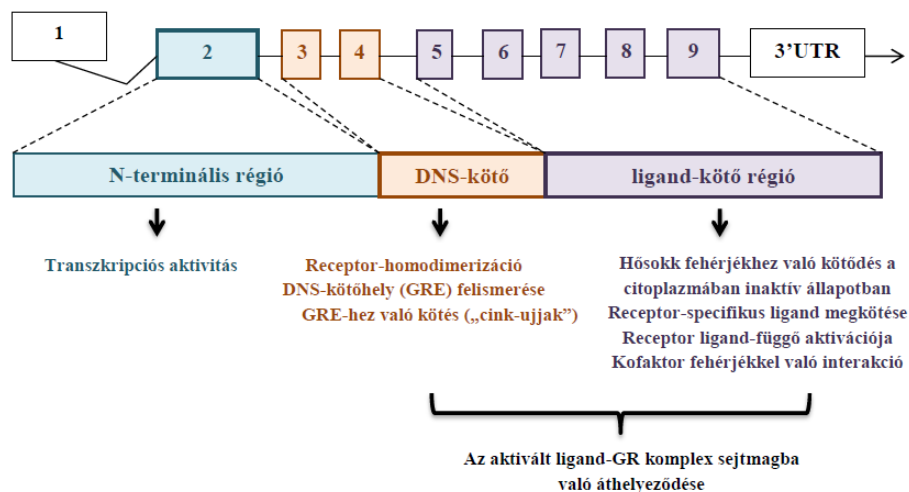 1
2
3
4
5
6
7
8
9
3'UTR
N-terminális régió
DNS-kötő
ligand-kötő régió
Transzkripciós aktivitás
Receptor-homodimerizáció
DNS-kötőhely (GRE) felismerése
GRE-hez való kötés („cink-ujjak”)
Hősokk fehérjékhez való kötődés a
citoplazmában inaktív állapotban
Receptor-specifikus ligand megkötése
Receptor ligand-függő aktivációja
Kofaktor fehérjékkel való interakció
Az aktivált ligand-GR komplex sejtmagba
való áthelyeződése